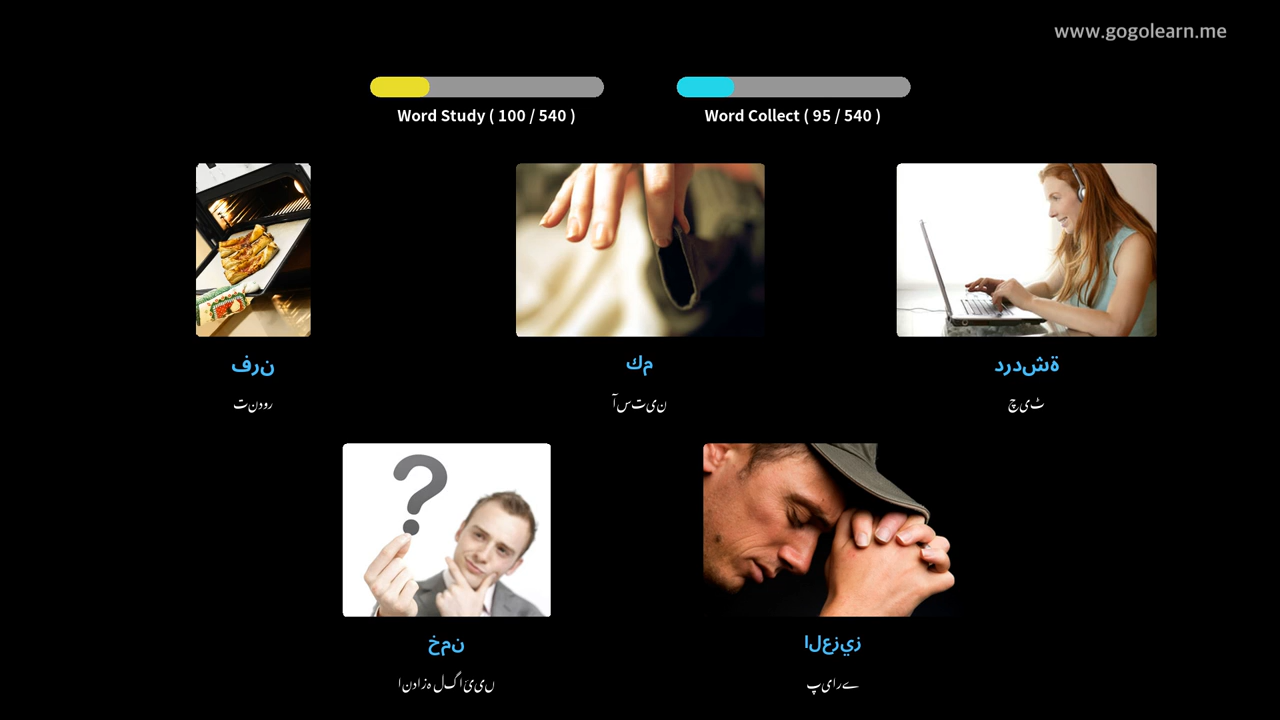 www.gogolearn.me
Word Study ( 100 / 540 )
Word Collect ( 95 / 540 )
فرن
كم
دردشة
تندور
آستین
چیٹ
خمن
العزيز
اندازہ لگائیں
پیارے